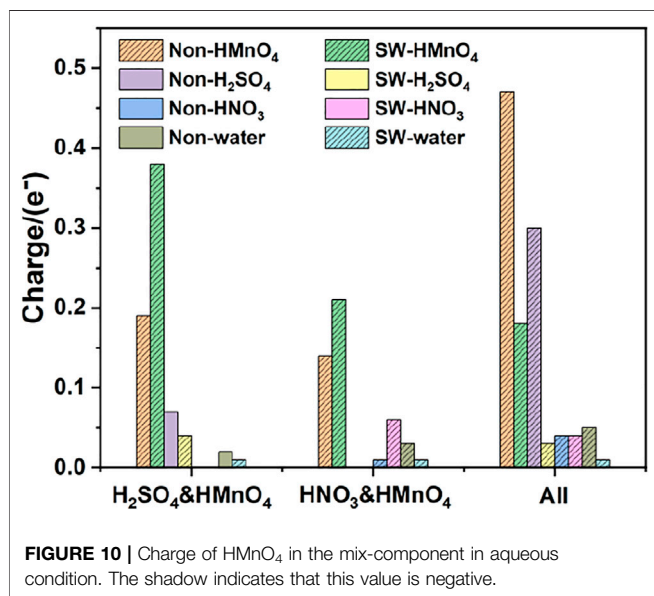 Non-HMnO₄ SW-HMnO₄
Non-H₂SO₄ SW-H₂SO₄
Non-HNO₃ SW-HNO₃
Non-water SW-water
Charge/(e⁻)
0.5
0.4
0.3
0.2
0.1
0.0
H₂SO₄&HMnO₄ HNO₃&HMnO₄ All
FIGURE 10 | Charge of HMnO₄ in the mix-component in aqueous
condition. The shadow indicates that this value is negative.